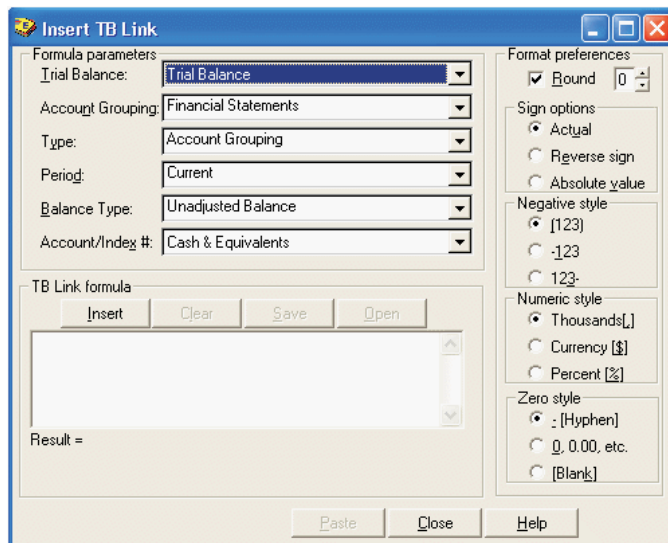 Insert TB Link
Formula parameters
Trial Balance: Trial Balance
Account Grouping: Financial Statements
Type: Account Grouping
Period: Current
Balance Type: Unadjusted Balance
Account/Index #: Cash & Equivalents
TB Link formula
Insert Clear Save Open
Result =
Format preferences
Round 0
Sign options
Actual
Reverse sign
Absolute value
Negative style
(123)
-123
123-
Numeric style
Thousands[,]
Currency [$]
Percent [%]
Zero style
- [Hyphen]
0, 0.00, etc.
[Blank]
Paste Close Help